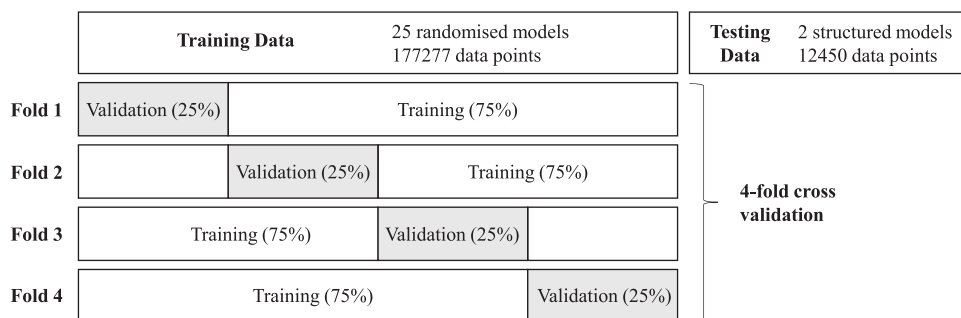 Training Data
25 randomised models
177277 data points
Testing Data
2 structured models
12450 data points
Fold 1
Validation (25%)
Training (75%)
Fold 2
Validation (25%)
Training (75%)
Fold 3
Training (75%)
Validation (25%)
Fold 4
Training (75%)
Validation (25%)
4-fold cross
validation